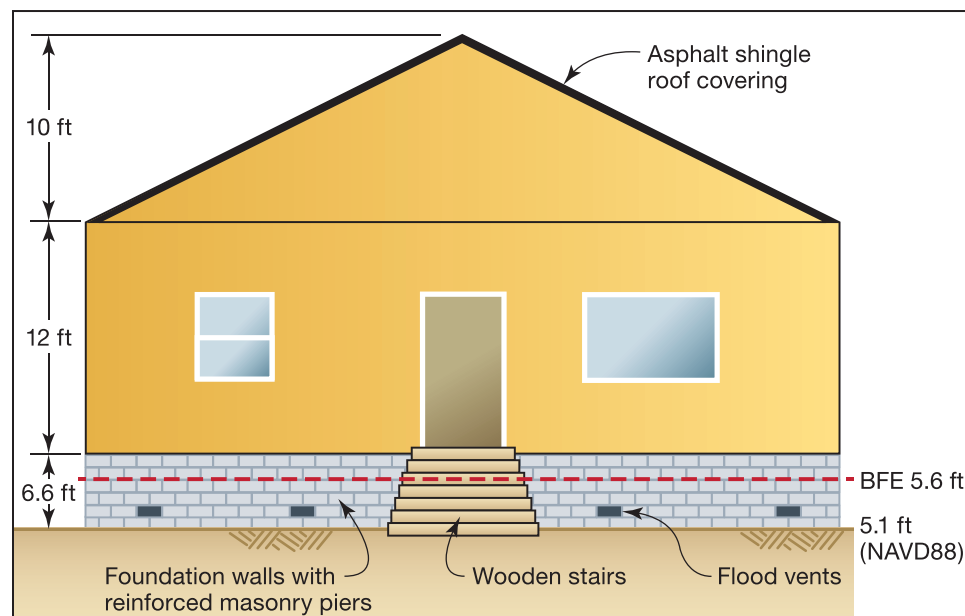 Asphalt shingle
roof covering
10 ft
12 ft
6.6 ft
BFE 5.6 ft
5.1 ft
(NAVD88)
Foundation walls with
reinforced masonry piers
Wooden stairs
Flood vents